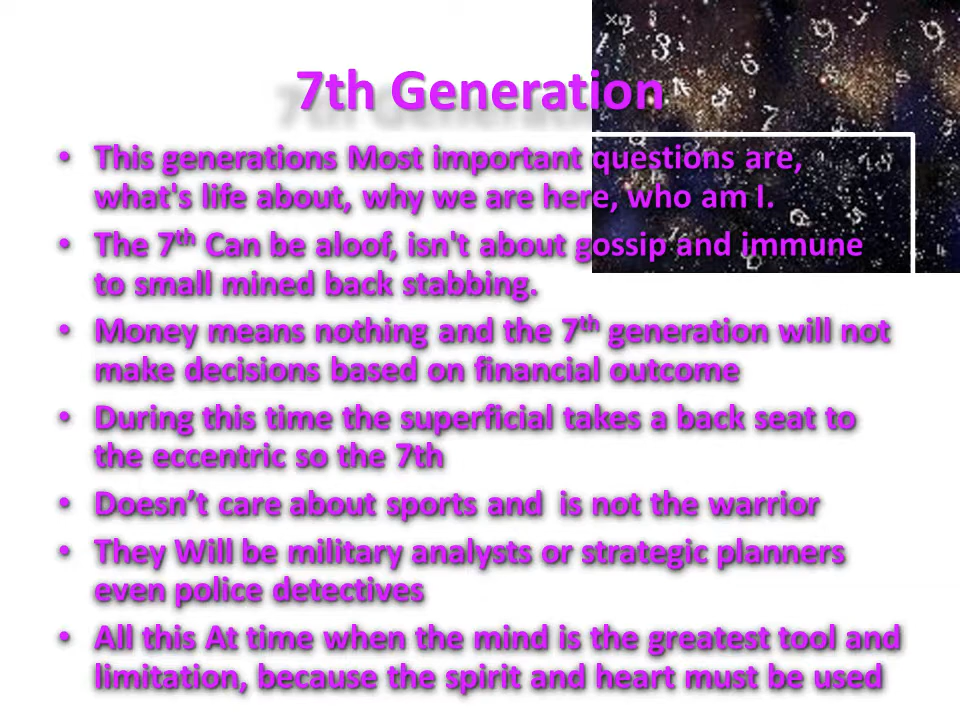 7th Generation
• This generations Most important questions are,
what's life about, why we are here, who am I.
• The 7th Can be aloof, isn't about gossip and immune
to small mined back stabbing.
• Money means nothing and the 7th generation will not
make decisions based on financial outcome
• During this time the superficial takes a back seat to
the eccentric so the 7th
• Doesn’t care about sports and  is not the warrior
• They Will be military analysts or strategic planners
even police detectives
• All this At time when the mind is the greatest tool and
limitation, because the spirit and heart must be used